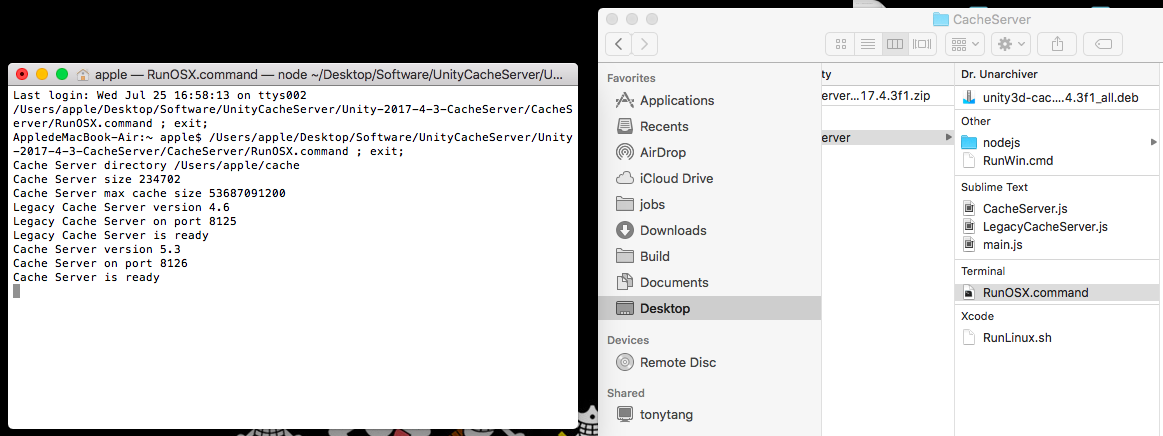 apple — RunOSX.command — node ~/Desktop/Software/UnityCacheServer/U...
Last login: Wed Jul 25 16:58:13 on ttys002
/Users/apple/Desktop/Software/UnityCacheServer/Unity-2017-4-3-CacheServer/CacheS
erver/RunOSX.command ; exit;
AppledeMacBook-Air:~ apple$ /Users/apple/Desktop/Software/UnityCacheServer/Unity
-2017-4-3-CacheServer/CacheServer/RunOSX.command ; exit;
Cache Server directory /Users/apple/cache
Cache Server size 234702
Cache Server max cache size 53687091200
Legacy Cache Server version 4.6
Legacy Cache Server on port 8125
Legacy Cache Server is ready
Cache Server version 5.3
Cache Server on port 8126
Cache Server is ready
CacheServer
Favorites
Applications
Recents
AirDrop
iCloud Drive
jobs
Downloads
Build
Documents
Desktop
Devices
Remote Disc
Shared
tonytang
ty
erver...17.4.3f1.zip
erver
Dr. Unarchiver
unity3d-cac....4.3f1_all.deb
Other
nodejs
RunWin.cmd
Sublime Text
CacheServer.js
LegacyCacheServer.js
main.js
Terminal
RunOSX.command
Xcode
RunLinux.sh